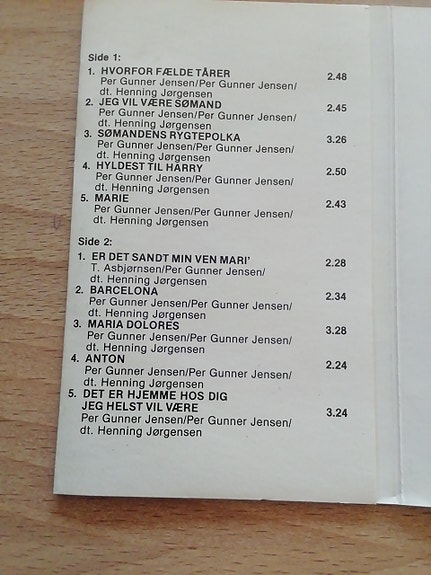 Side 1:
1. HVORFOR FÆLDE TÅRER 2.48
Per Gunner Jensen/Per Gunner Jensen/
dt. Henning Jørgensen
2. JEG VIL VÆRE SØMAND 2.45
Per Gunner Jensen/Per Gunner Jensen/
dt. Henning Jørgensen
3. SØMANDENS RYGTEPOLKA 3.26
Per Gunner Jensen/Per Gunner Jensen/
dt. Henning Jørgensen
4. HYLDEST TIL HARRY 2.50
Per Gunner Jensen/Per Gunner Jensen/
dt. Henning Jørgensen
5. MARIE 2.43
Per Gunner Jensen/Per Gunner Jensen/
dt. Henning Jørgensen
Side 2:
1. ER DET SANDT MIN VEN MARI' 2.28
T. Asbjørnsen/Per Gunner Jensen/
dt. Henning Jørgensen
2. BARCELONA 2.34
Per Gunner Jensen/Per Gunner Jensen/
dt. Henning Jørgensen
3. MARIA DOLORES 3.28
Per Gunner Jensen/Per Gunner Jensen/
dt. Henning Jørgensen
4. ANTON 2.24
Per Gunner Jensen/Per Gunner Jensen/
dt. Henning Jørgensen
5. DET ER HJEMME HOS DIG
JEG HELST VIL VÆRE 3.24
Per Gunner Jensen/Per Gunner Jensen/
dt. Henning Jørgensen